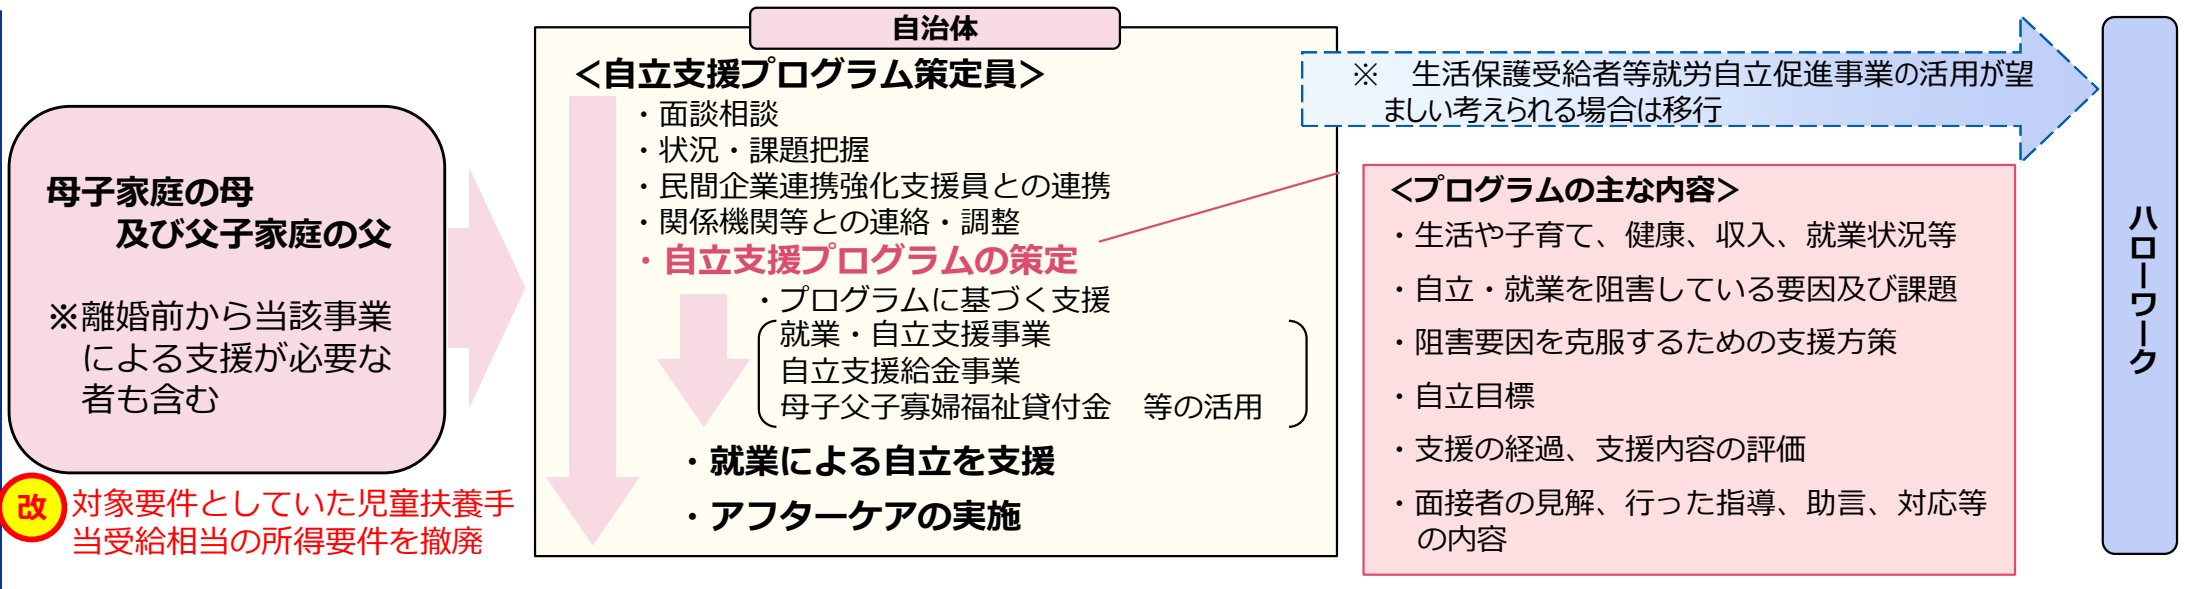 母子家庭の母
及び父子家庭の父
※離婚前から当該事業
による支援が必要な
者も含む
改
対象要件としていた児童扶養手
当受給相当の所得要件を撤廃
自治体
＜自立支援プログラム策定員＞
・面談相談
・状況・課題把握
・民間企業連携強化支援員との連携
・関係機関等との連絡・調整
・自立支援プログラムの策定
・プログラムに基づく支援
就業・自立支援事業
自立支援給金事業
母子父子寡婦福祉貸付金　等の活用
・就業による自立を支援
・アフターケアの実施
※　生活保護受給者等就労自立促進事業の活用が望
ましい考えられる場合は移行
＜プログラムの主な内容＞
・生活や子育て、健康、収入、就業状況等
・自立・就業を阻害している要因及び課題
・阻害要因を克服するための支援方策
・自立目標
・支援の経過、支援内容の評価
・面接者の見解、行った指導、助言、対応等
の内容
ハローワーク